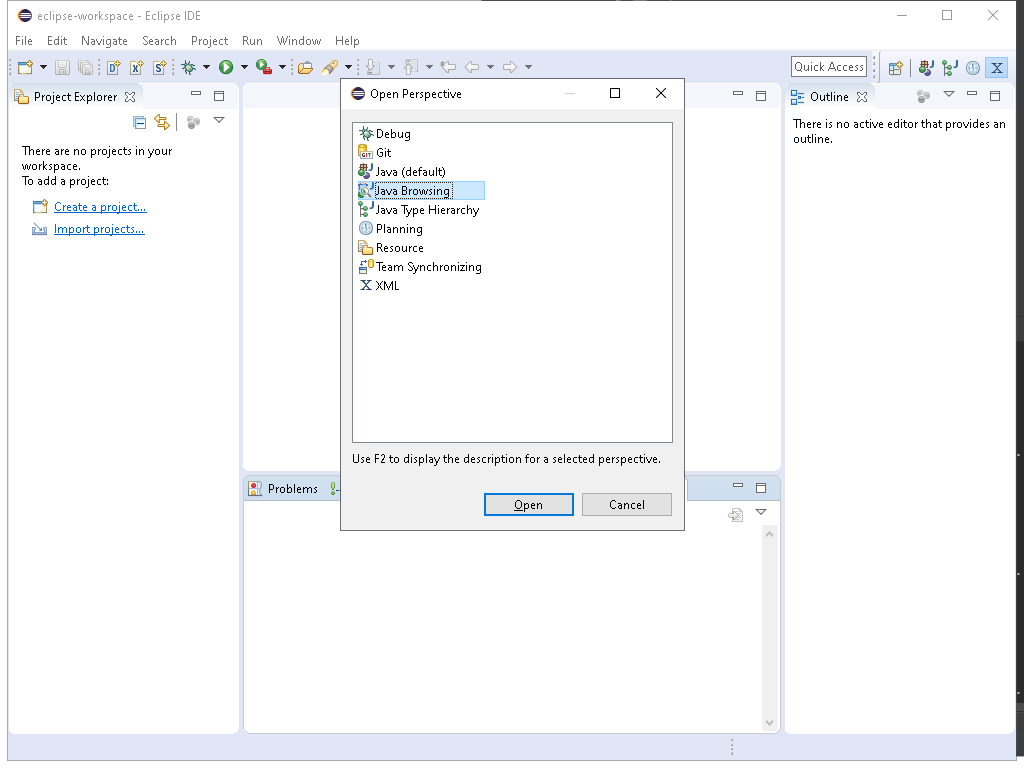 eclipse-workspace - Eclipse IDE
File Edit Navigate Search Project Run Window Help
Quick Access
Project Explorer
There are no projects in your
workspace.
To add a project:
Create a project...
Import projects...
Open Perspective
Debug
Git
Java (default)
Java Browsing
Java Type Hierarchy
Planning
Resource
Team Synchronizing
XML
Use F2 to display the description for a selected perspective.
Open Cancel
Problems
Outline
There is no active editor that provides an
outline.